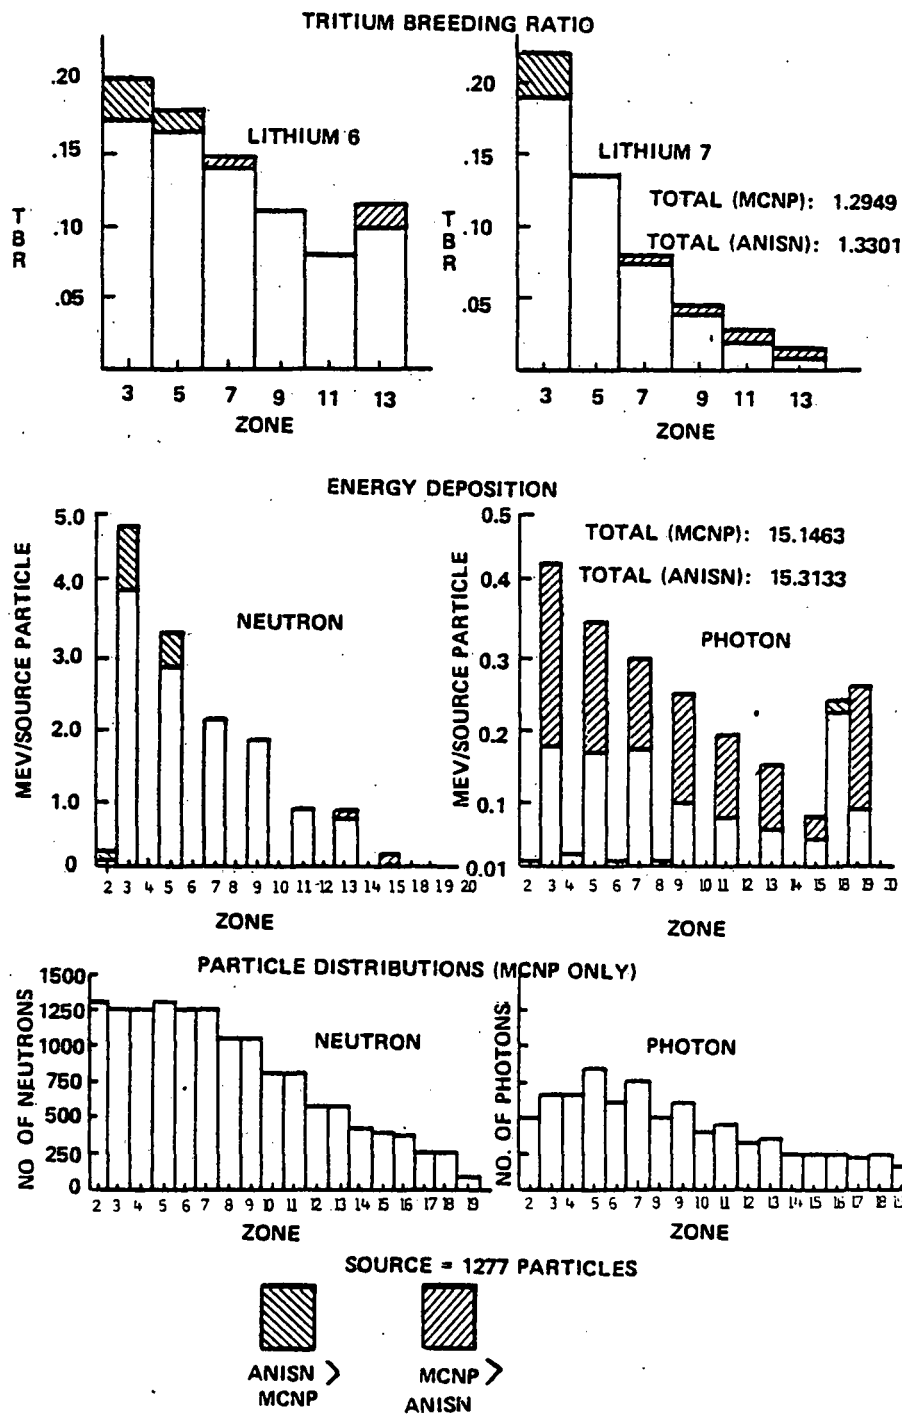 TRITIUM BREEDING RATIO
.20
.15
.10
.05
TBR
LITHIUM 6
3 5 7 9 11 13
ZONE
.20
.15
.10
.05
TBR
LITHIUM 7
TOTAL (MCNP): 1.2949
TOTAL (ANISN): 1.3301
3 5 7 9 11 13
ZONE
ENERGY DEPOSITION
5.0
4.0
3.0
2.0
1.0
0
MEV/SOURCE PARTICLE
NEUTRON
2 3 4 5 6 7 8 9 10 11 12 13 14 15 18 19 20
ZONE
0.5
0.4
0.3
0.2
0.1
0.01
MEV/SOURCE PARTICLE
TOTAL (MCNP): 15.1463
TOTAL (ANISN): 15.3133
PHOTON
2 3 4 5 6 7 8 9 10 11 12 13 14 15 18 19 20
ZONE
PARTICLE DISTRIBUTIONS (MCNP ONLY)
1500
1250
1000
750
500
250
0
NO OF NEUTRONS
NEUTRON
2 3 4 5 6 7 8 9 10 11 12 13 14 15 16 17 18 19
ZONE
NO. OF PHOTONS
PHOTON
2 3 4 5 6 7 8 9 10 11 12 13 14 15 16 17 18
ZONE
SOURCE = 1277 PARTICLES
ANISN >
MCNP
MCNP >
ANISN